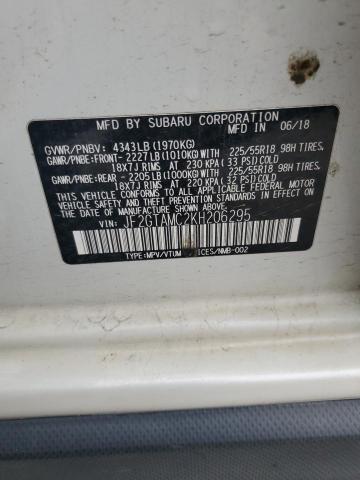 MFD BY SUBARU CORPORATION
MADE IN 06/18
GVWR/PNBV: 4343LB(1970KG)
GAWR/PNBE:FRONT- 2227LB(1010KG)WITH 225/55R18 98H TIRES,
18X7J RIMS AT 230 KPA(33 PSI)COLD
GAWR/PNBE:REAR - 2205LB(1000KG)WITH 225/55R18 98H TIRES,
18X7J RIMS AT 220 KPA(32 PSI)COLD
THIS VEHICLE CONFORMS TO ALL APPLICABLE FEDERAL MOTOR
VEHICLE SAFETY AND BUMPER STANDARDS IN EFFECT ON THE
DATE OF MANUFACTURE SHOWN ABOVE.
VIN: JF2GTAMC2KH206295
TYPE:MPV/VTUM ICES/NMB-002